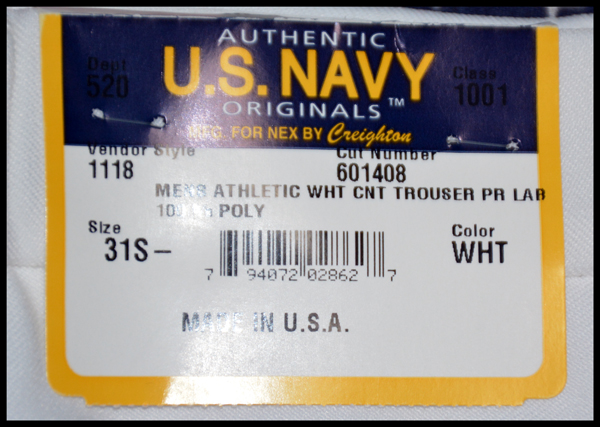 AUTHENTIC
U.S. NAVY
ORIGINALS™
MFG. FOR NEX BY Creighton
Dept
520
Class
1001
Vendor Style
1118
Cut Number
601408
MENS ATHLETIC WHT CNT TROUSER PR LAB
100% POLY
Size
31S-
Color
WHT
7 94072 02862 7
MADE IN U.S.A.